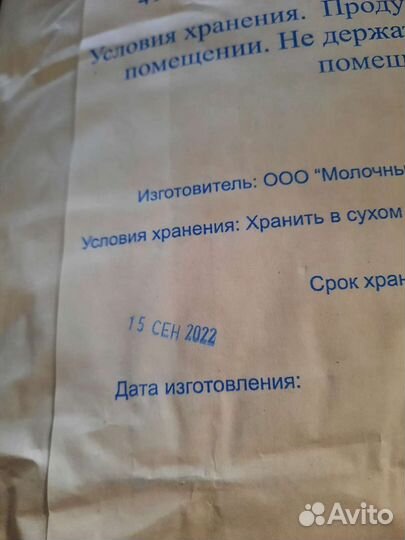 Условия хранения. Проду
помещении. Не держат
помещ
Изготовитель: ООО "Молочны
Условия хранения: Хранить в сухом
Срок хран
15 СЕН 2022
Дата изготовления:
Avito